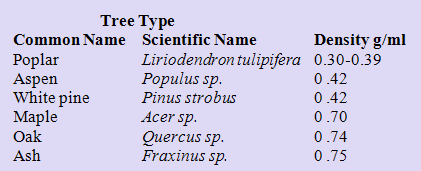 Tree Type
Common Name Scientific Name Density g/ml
Poplar Liriodendron tulipifera 0.30-0.39
Aspen Populus sp. 0 .42
White pine Pinus strobus 0 .42
Maple Acer sp. 0 .70
Oak Quercus sp. 0 .74
Ash Fraxinus sp. 0 .75